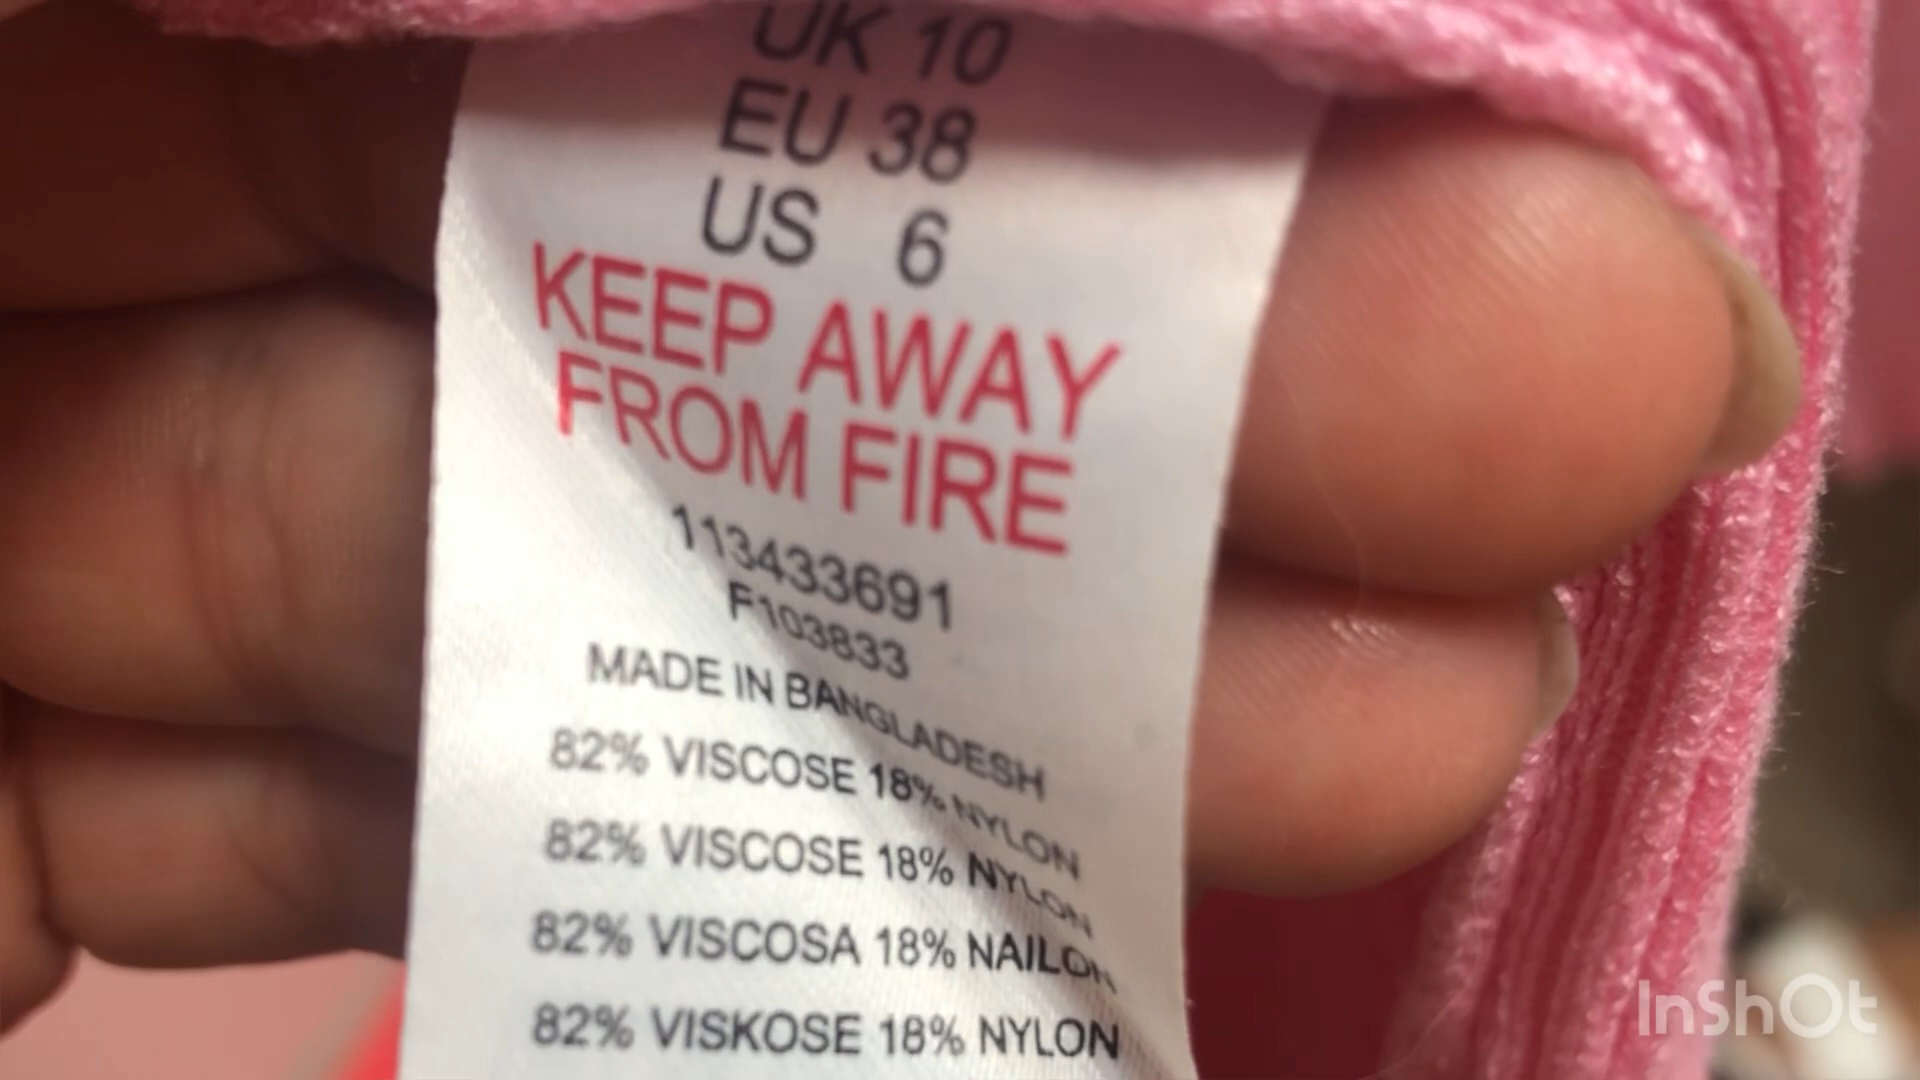 UK 10
EU 38
US 6
KEEP AWAY
FROM FIRE
113433691
F103833
MADE IN BANGLADESH
82% VISCOSE 18% NYLON
82% VISCOSE 18% NYLON
82% VISCOSA 18% NAILON
82% VISKOSE 18% NYLON
InShOt